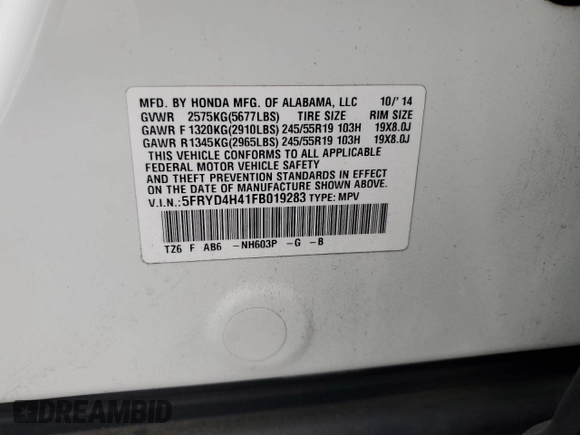 MFD. BY HONDA MFG. OF ALABAMA, LLC 10/'14
GVWR 2575KG(5677LBS) TIRE SIZE RIM SIZE
GAWR F 1320KG(2910LBS) 245/55R19 103H 19X8.0J
GAWR R 1345KG(2965LBS) 245/55R19 103H 19X8.0J
THIS VEHICLE CONFORMS TO ALL APPLICABLE
FEDERAL MOTOR VEHICLE SAFETY
AND THEFT PREVENTION STANDARDS IN EFFECT ON
THE DATE OF MANUFACTURE SHOWN ABOVE.
V.I.N.:5FRYD4H41FB019283 TYPE: MPV
TZ6 F AB6 -NH603P -G -B
DREAMBID